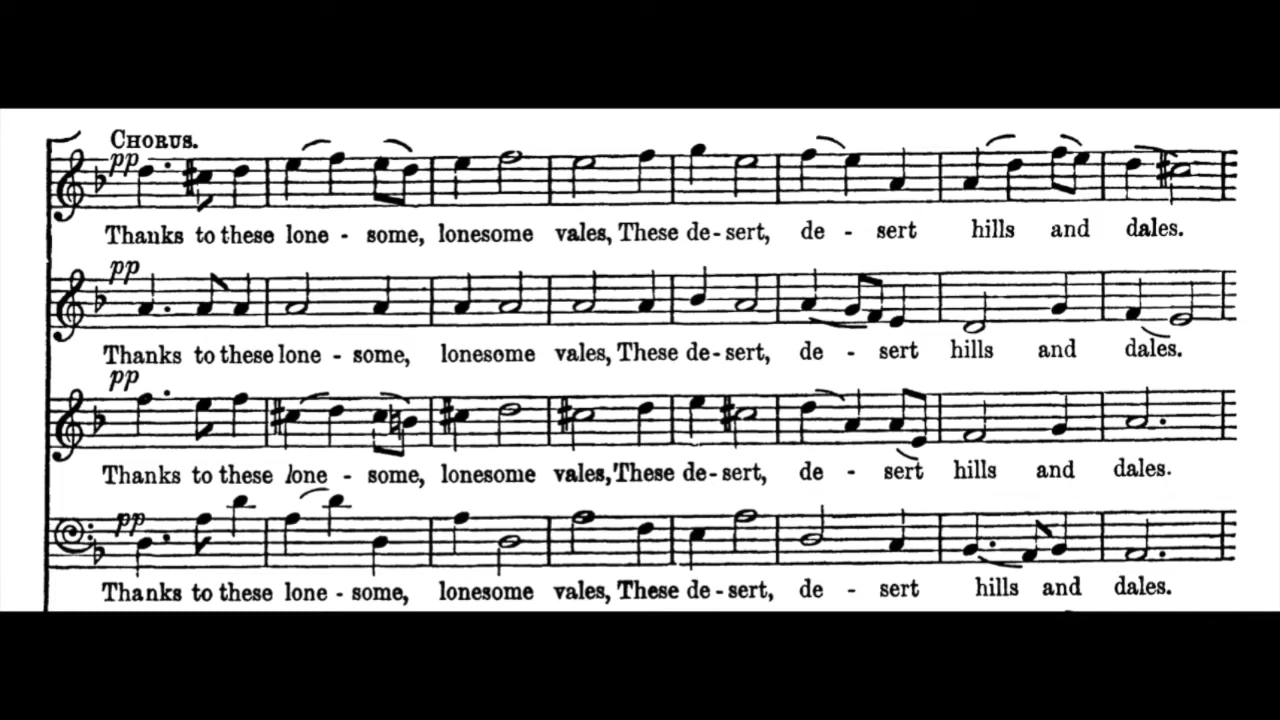 CHORUS.
pp
Thanks to these lone - some, lonesome vales, These de - sert, de - sert hills and dales.
pp
Thanks to these lone - some, lonesome vales, These de - sert, de - sert hills and dales.
pp
Thanks to these lone - some, lonesome vales, These de - sert, de - sert hills and dales.
pp
Thanks to these lone - some, lonesome vales, These de - sert, de - sert hills and dales.